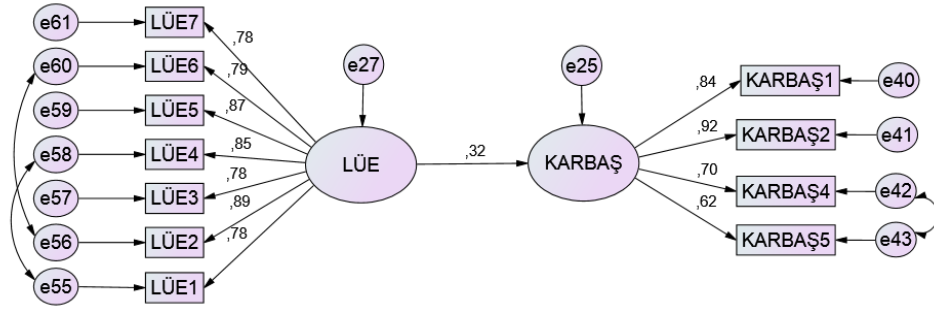 e61 LÜE7
,78
e60 LÜE6
,79
e27
e25
KARBAŞ1 e40
,84
e59 LÜE5
,87
e58 LÜE4
,85
LÜE
,32
KARBAŞ
,92
KARBAŞ2 e41
e57 LÜE3
,78
,70
KARBAŞ4 e42
e56 LÜE2
,89
,62
KARBAŞ5 e43
e55 LÜE1
,78